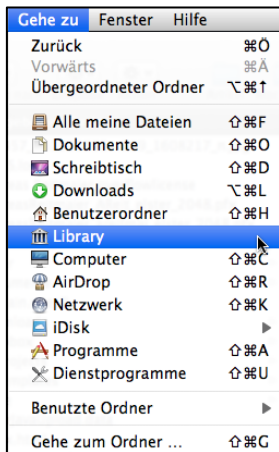 Gehe zu Fenster Hilfe
Zurück ⌘Ö
Vorwärts ⌘Ä
Übergeordneter Ordner ⌥⌘↑
Alle meine Dateien ⇧⌘F
Dokumente ⇧⌘O
Schreibtisch ⇧⌘D
Downloads ⌥⌘L
Benutzerordner ⇧⌘H
Library
Computer ⇧⌘C
AirDrop ⇧⌘R
Netzwerk ⇧⌘K
iDisk ▶
Programme ⇧⌘A
Dienstprogramme ⇧⌘U
Benutzte Ordner ▶
Gehe zum Ordner ... ⇧⌘G